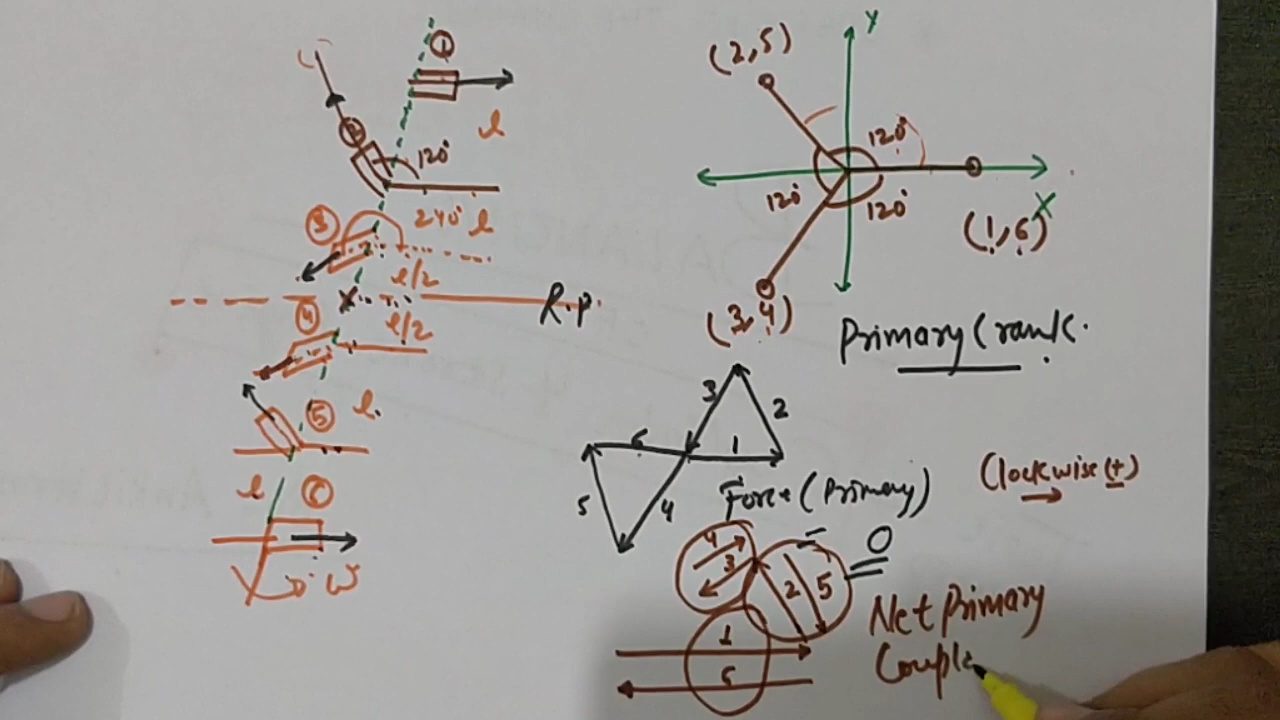 ①
l
②
120°
③
240°
l
l/2
R.P.
④
l/2
⑤
l.
l
⑥
ω
Y
(2,5)
120°
120°
120°
X
(1,6)
(3,4)
Primary Crank.
3
2
1
6
5
4
Force (Primary)
Clockwise (+)
4
3
2
5
= 0
1
Net Primary
Couple